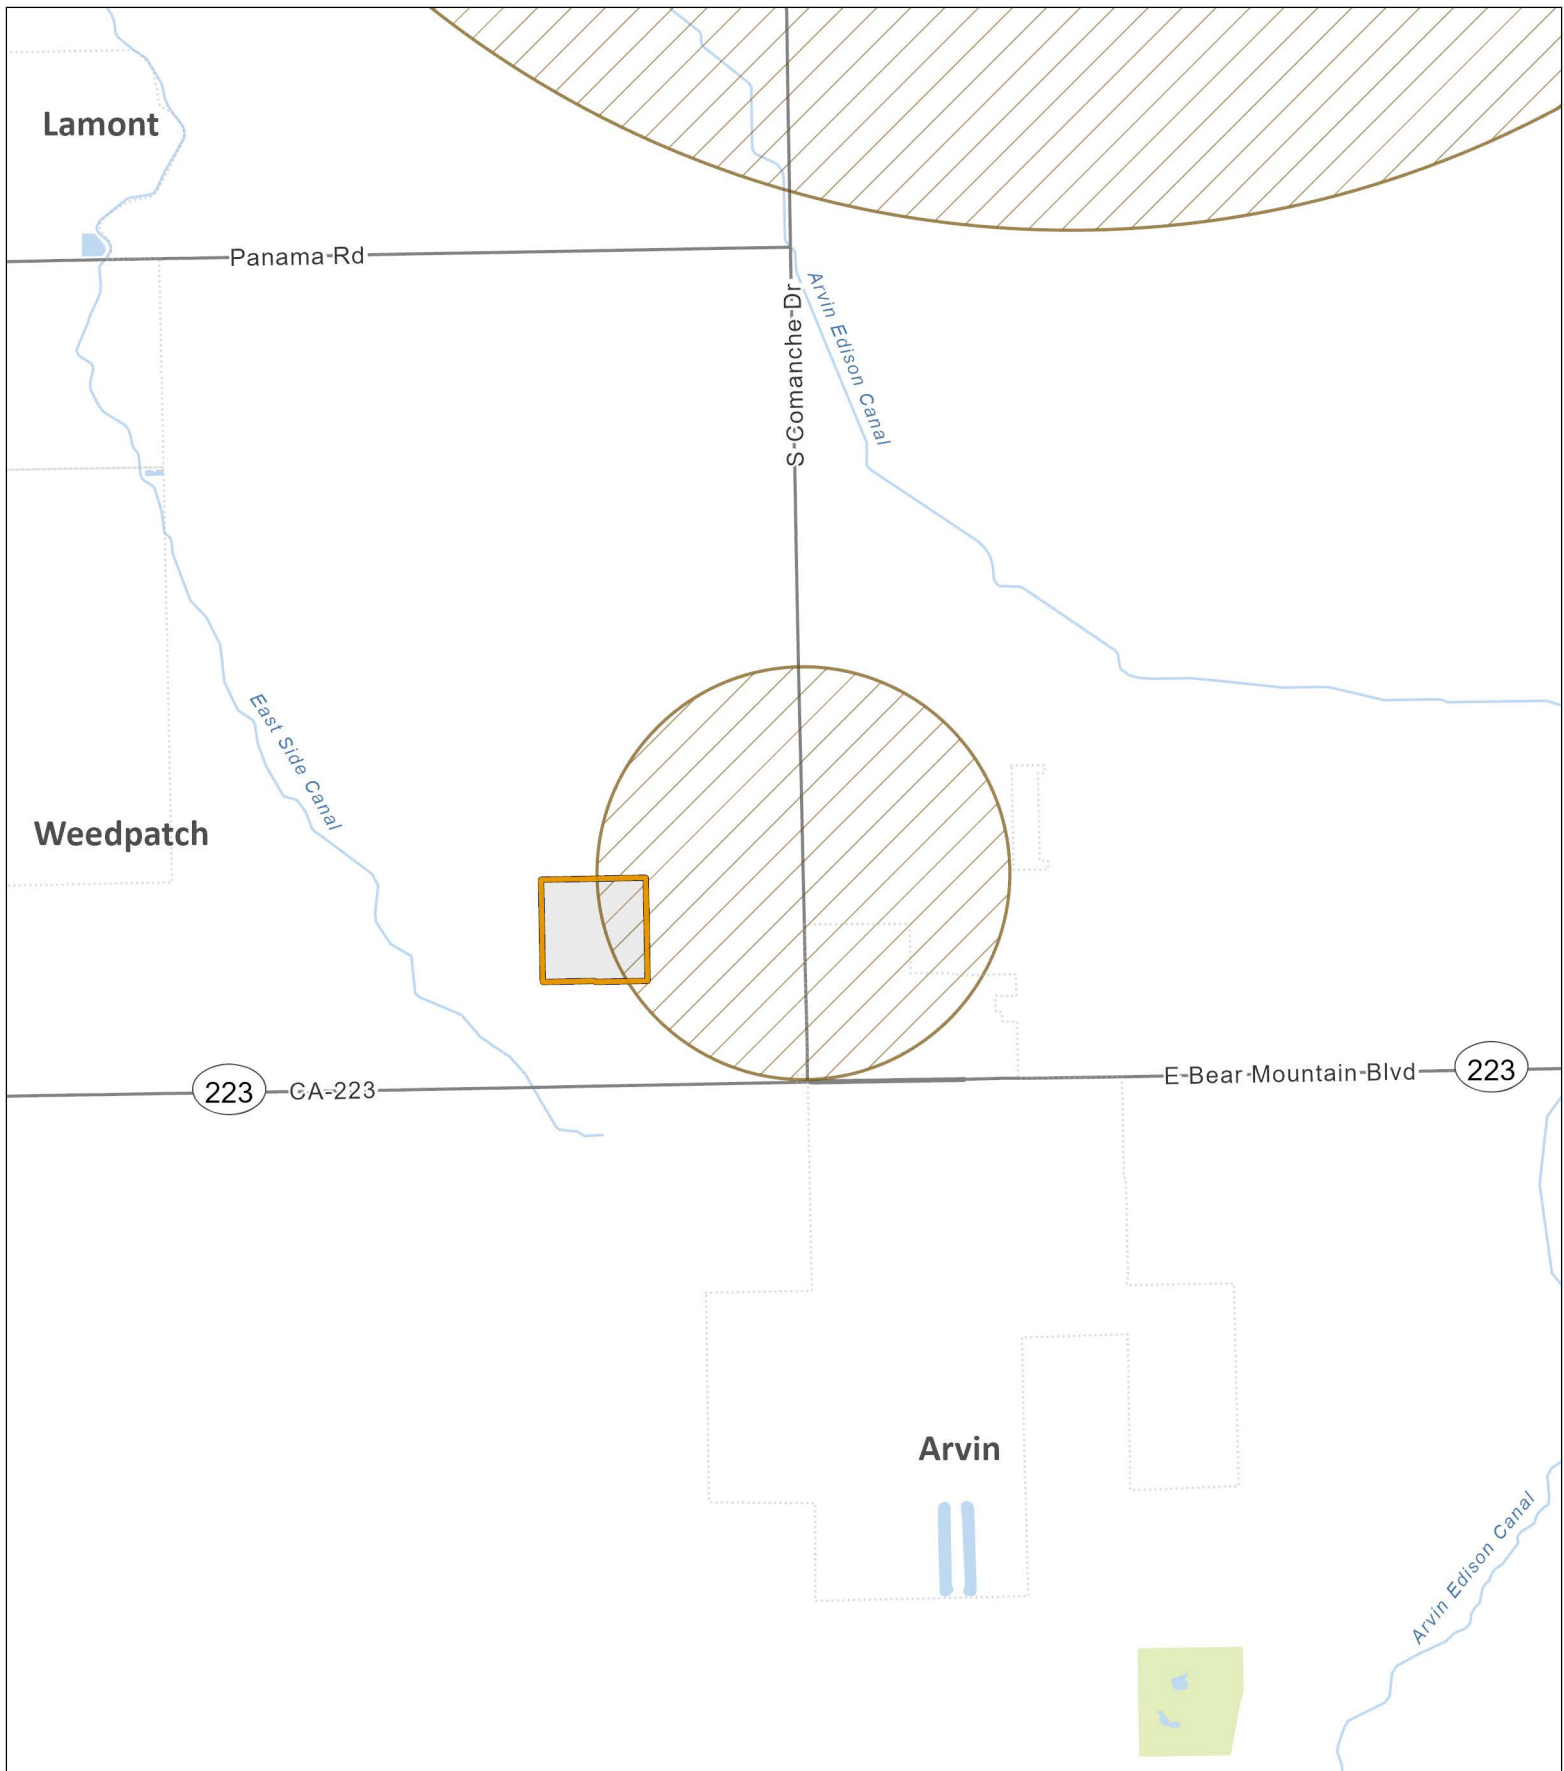 Lamont
Panama Rd
S Comanche Dr
Arvin Edison Canal
East Side Canal
Weedpatch
223
CA-223
E Bear Mountain Blvd
223
Arvin
Arvin Edison Canal